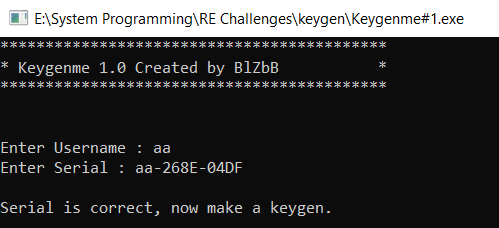 E:\System Programming\RE Challenges\keygen\Keygenme#1.exe
*******************************************
* Keygenme 1.0 Created by BlZbB           *
*******************************************
Enter Username : aa
Enter Serial : aa-268E-04DF
Serial is correct, now make a keygen.